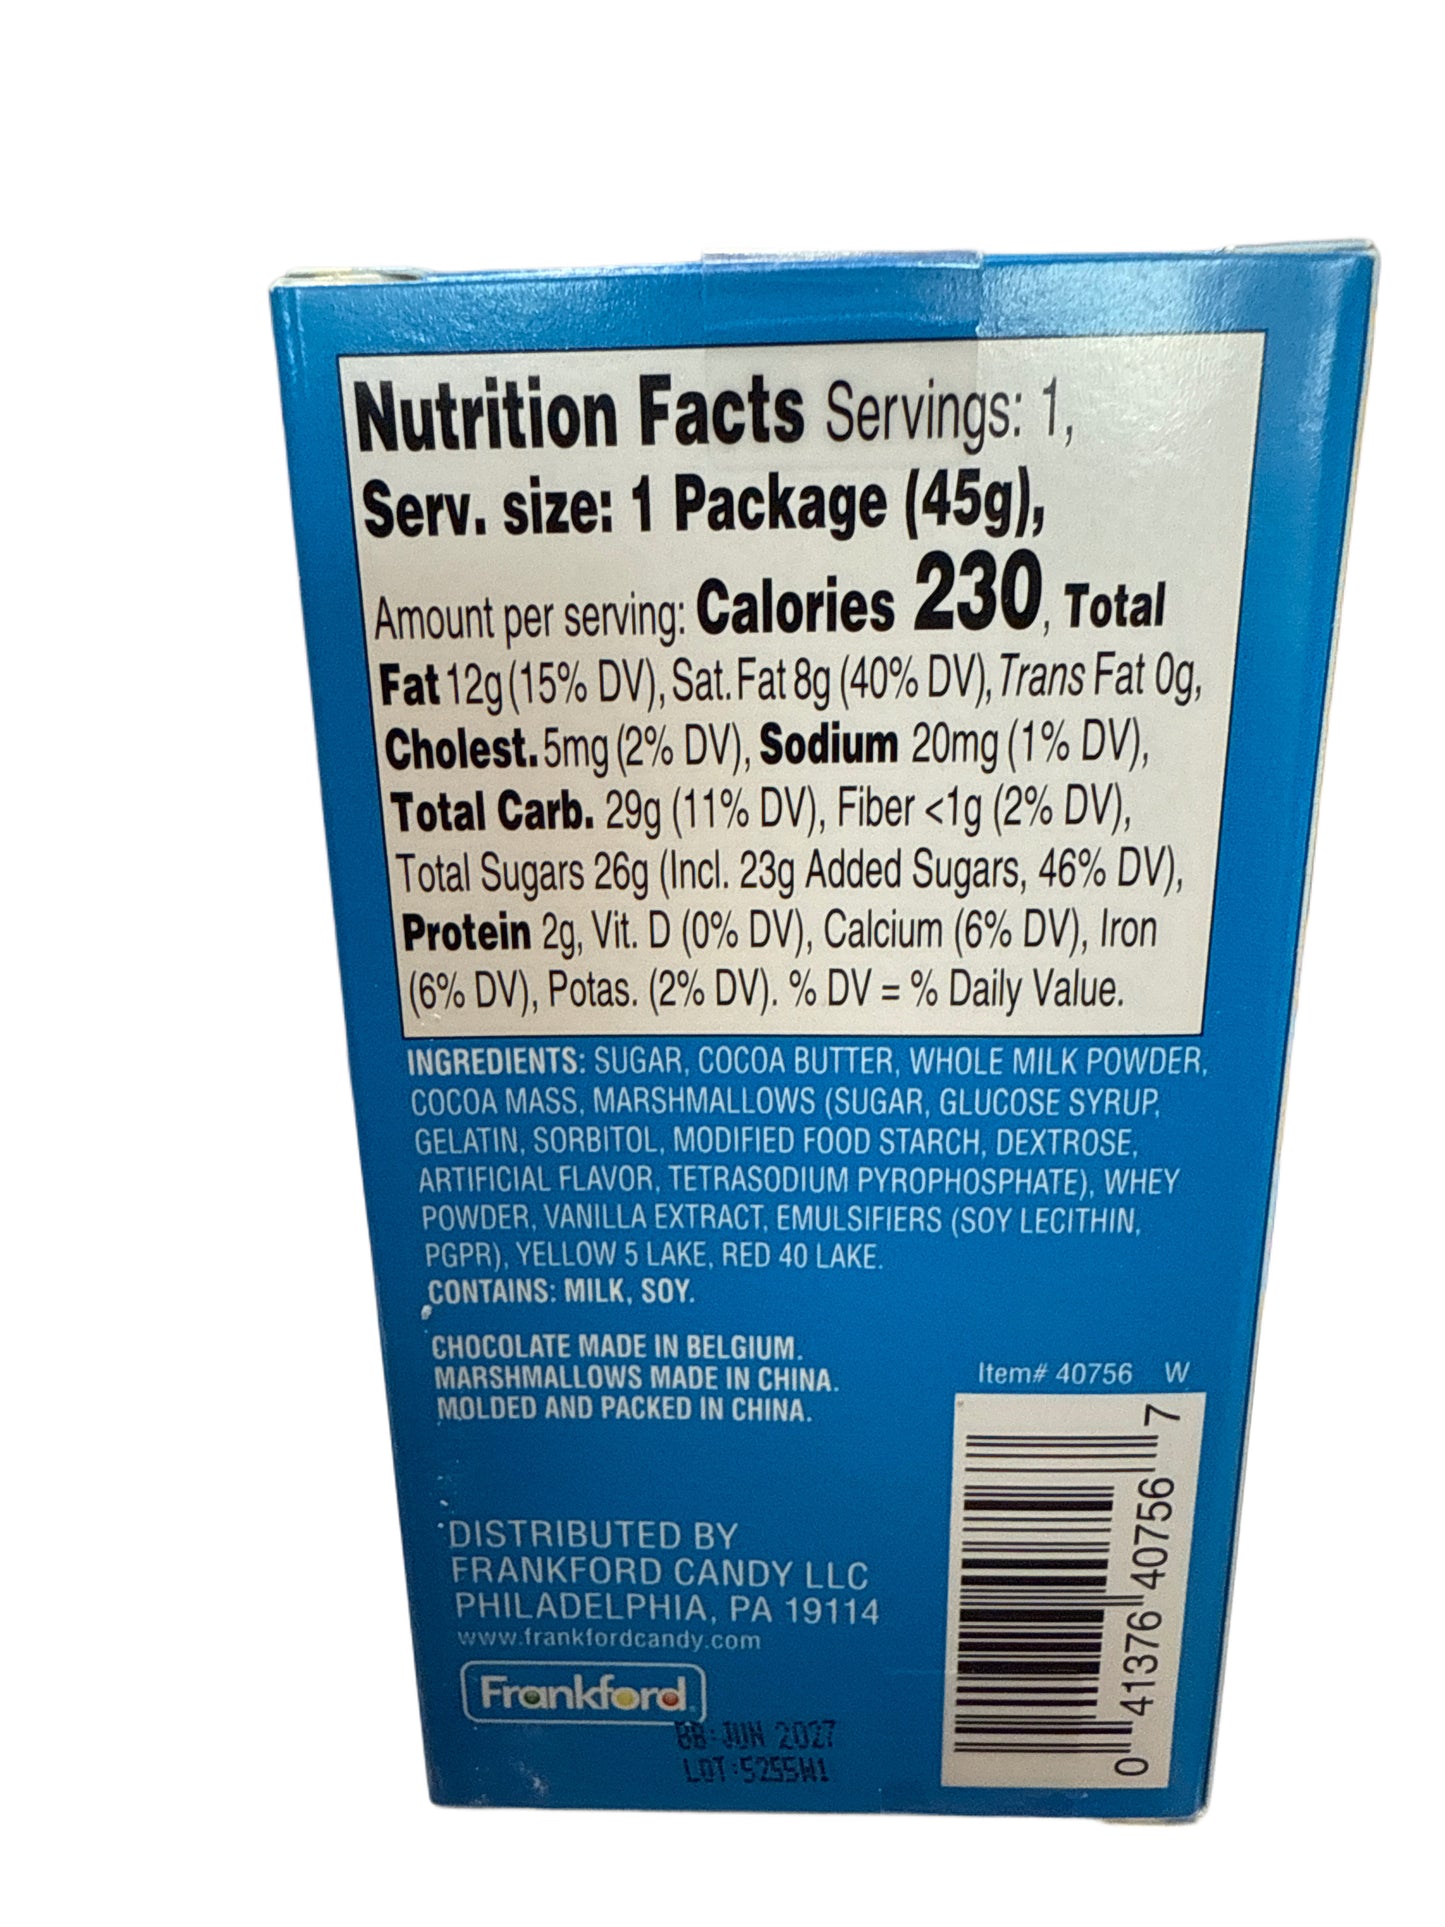 Nutrition Facts Servings: 1,
Serv. size: 1 Package (45g),
Amount per serving: Calories 230, Total
Fat 12g (15% DV), Sat. Fat 8g (40% DV), Trans Fat 0g,
Cholest. 5mg (2% DV), Sodium 20mg (1% DV),
Total Carb. 29g (11% DV), Fiber <1g (2% DV),
Total Sugars 26g (Incl. 23g Added Sugars, 46% DV),
Protein 2g, Vit. D (0% DV), Calcium (6% DV), Iron
(6% DV), Potas. (2% DV). % DV = % Daily Value.
INGREDIENTS: SUGAR, COCOA BUTTER, WHOLE MILK POWDER,
COCOA MASS, MARSHMALLOWS (SUGAR, GLUCOSE SYRUP,
GELATIN, SORBITOL, MODIFIED FOOD STARCH, DEXTROSE,
ARTIFICIAL FLAVOR, TETRASODIUM PYROPHOSPHATE), WHEY
POWDER, VANILLA EXTRACT, EMULSIFIERS (SOY LECITHIN,
PGPR), YELLOW 5 LAKE, RED 40 LAKE.
CONTAINS: MILK, SOY.
CHOCOLATE MADE IN BELGIUM.
MARSHMALLOWS MADE IN CHINA.
MOLDED AND PACKED IN CHINA.
Item# 40756 W
0 41376 40756 7
DISTRIBUTED BY
FRANKFORD CANDY LLC
PHILADELPHIA, PA 19114
www.frankfordcandy.com
Frankford
BB: JUN 2027
LOT:5255W1